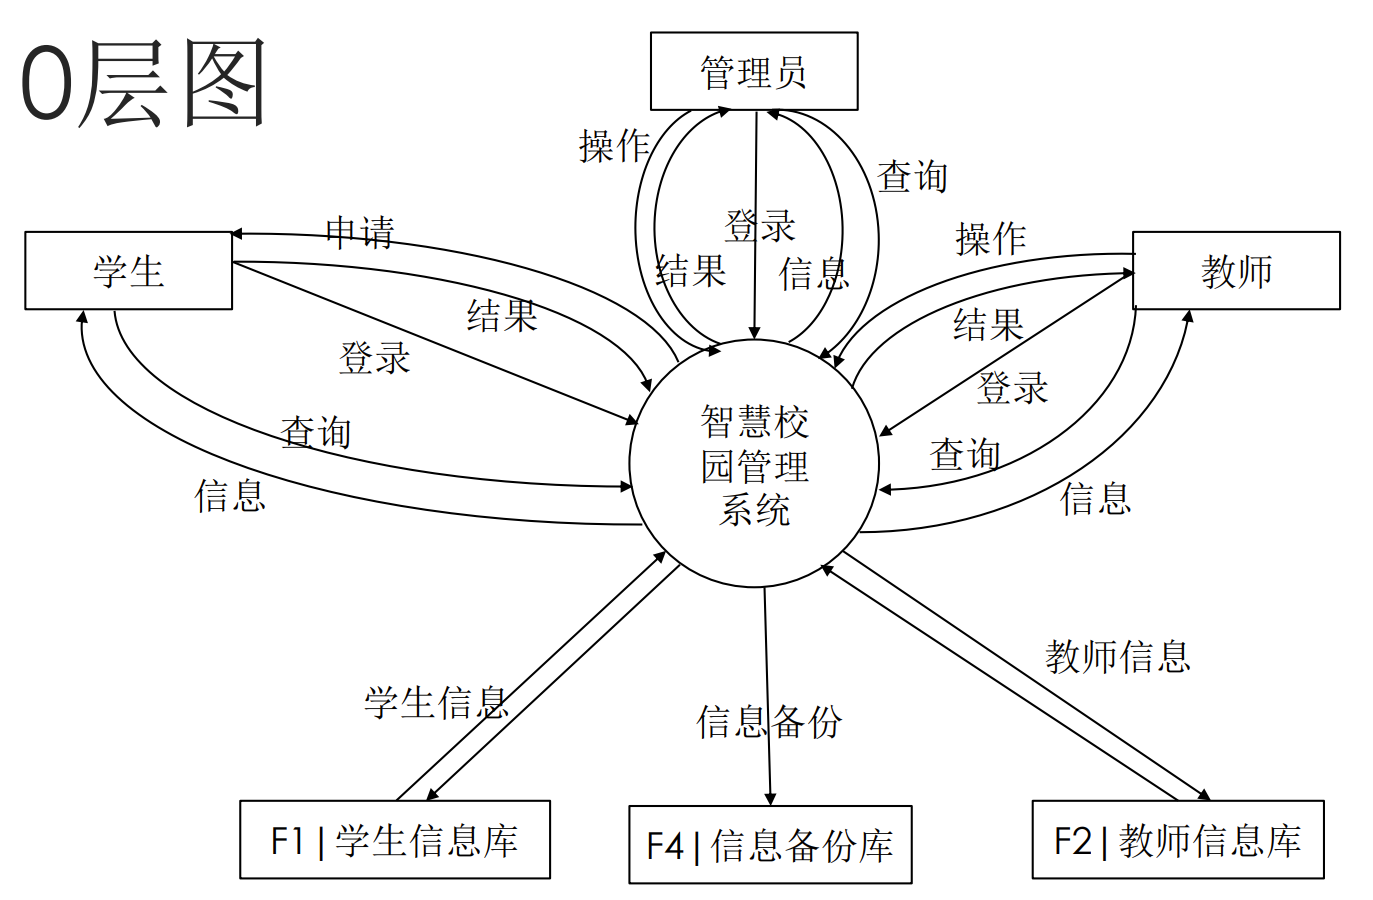 0层图
管理员
操作
查询
申请
登录
操作
学生
结果
信息
教师
结果
结果
登录
登录
查询
智慧校
园管理
系统
查询
信息
信息
教师信息
学生信息
信息备份
F1|学生信息库
F4|信息备份库
F2|教师信息库